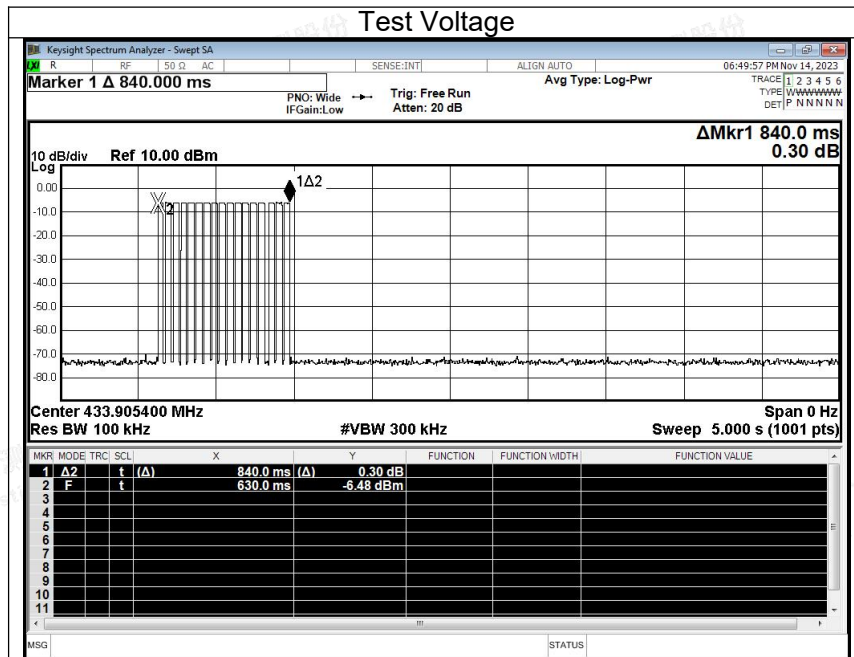 Test Voltage
Keysight Spectrum Analyzer - Swept SA
LXI R RF 50 Ω AC SENSE:INT ALIGN AUTO 06:49:57 PM Nov 14, 2023
Marker 1 Δ 840.000 ms
PNO: Wide Trig: Free Run Avg Type: Log-Pwr TRACE 1 2 3 4 5 6
IFGain:Low Atten: 20 dB TYPE WWWWWW
DET P N N N N N
ΔMkr1 840.0 ms
0.30 dB
10 dB/div Ref 10.00 dBm
Log
1Δ2
0.00
2
-10.0
-20.0
-30.0
-40.0
-50.0
-60.0
-70.0
-80.0
Center 433.905400 MHz Span 0 Hz
Res BW 100 kHz #VBW 300 kHz Sweep 5.000 s (1001 pts)
MKR MODE TRC SCL X Y FUNCTION FUNCTION WIDTH FUNCTION VALUE
1 Δ2 t (Δ) 840.0 ms (Δ) 0.30 dB
2 F t 630.0 ms -6.48 dBm
3
4
5
6
7
8
9
10
11
MSG STATUS